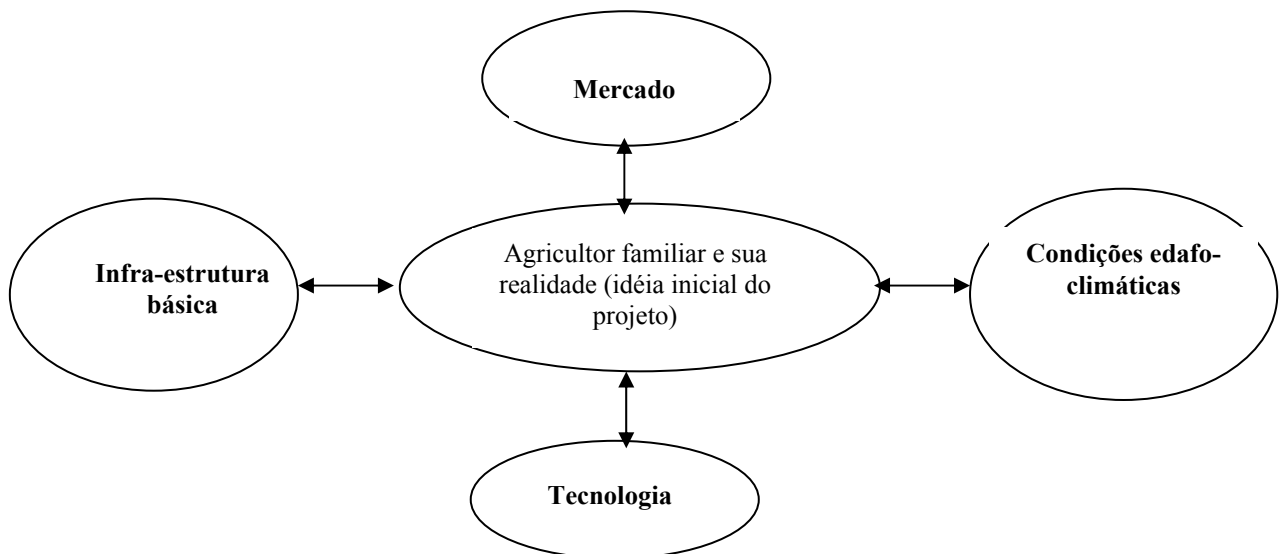 Mercado
Infra-estrutura
básica
Agricultor familiar e sua
realidade (idéia inicial do
projeto)
Condições edafo-
climáticas
Tecnologia